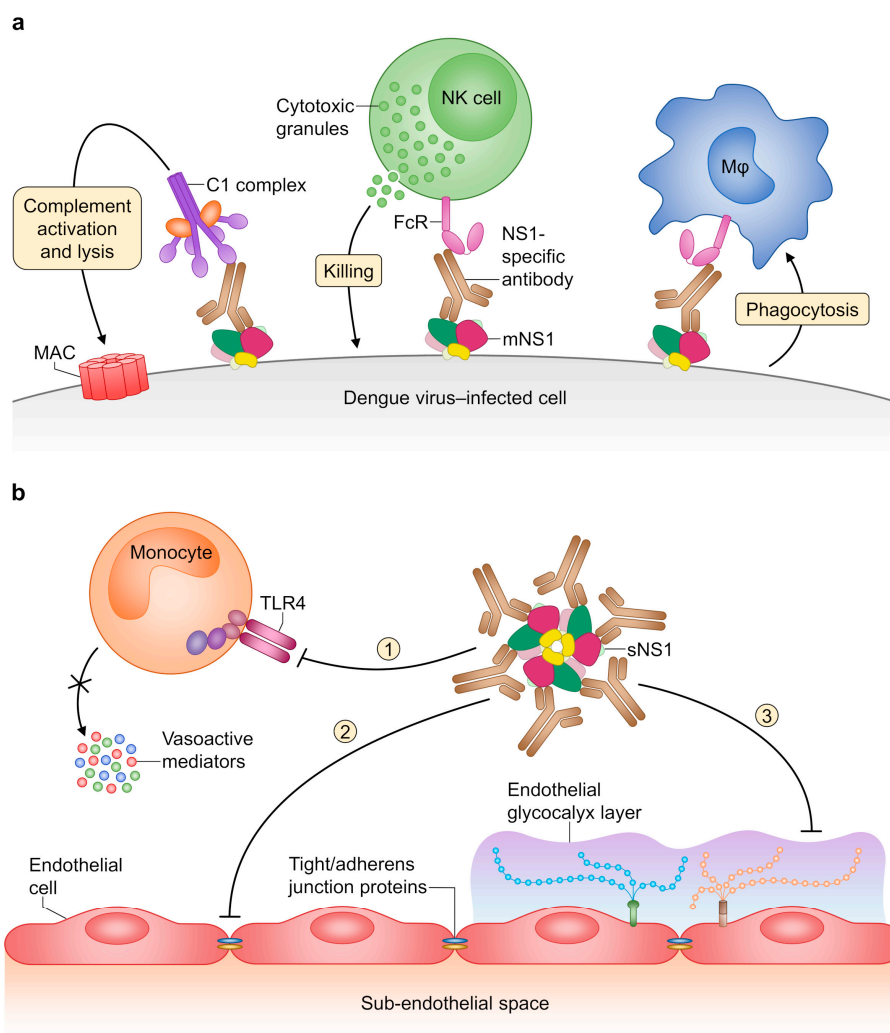 a
NK cell
Cytotoxic
granules
C1 complex
Complement
activation
and lysis
Mφ
FcR
NS1-
specific
antibody
Killing
Phagocytosis
mNS1
MAC
Dengue virus–infected cell
b
Monocyte
TLR4
1
sNS1
2
3
Vasoactive
mediators
Endothelial
glycocalyx layer
Endothelial
cell
Tight/adherens
junction proteins
Sub-endothelial space